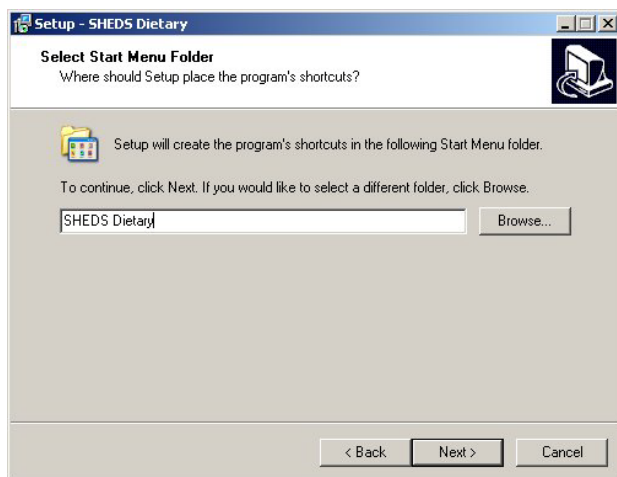 Setup - SHEDS Dietary
Select Start Menu Folder
Where should Setup place the program's shortcuts?
Setup will create the program's shortcuts in the following Start Menu folder.
To continue, click Next. If you would like to select a different folder, click Browse.
SHEDS Dietary
Browse...
< Back
Next >
Cancel